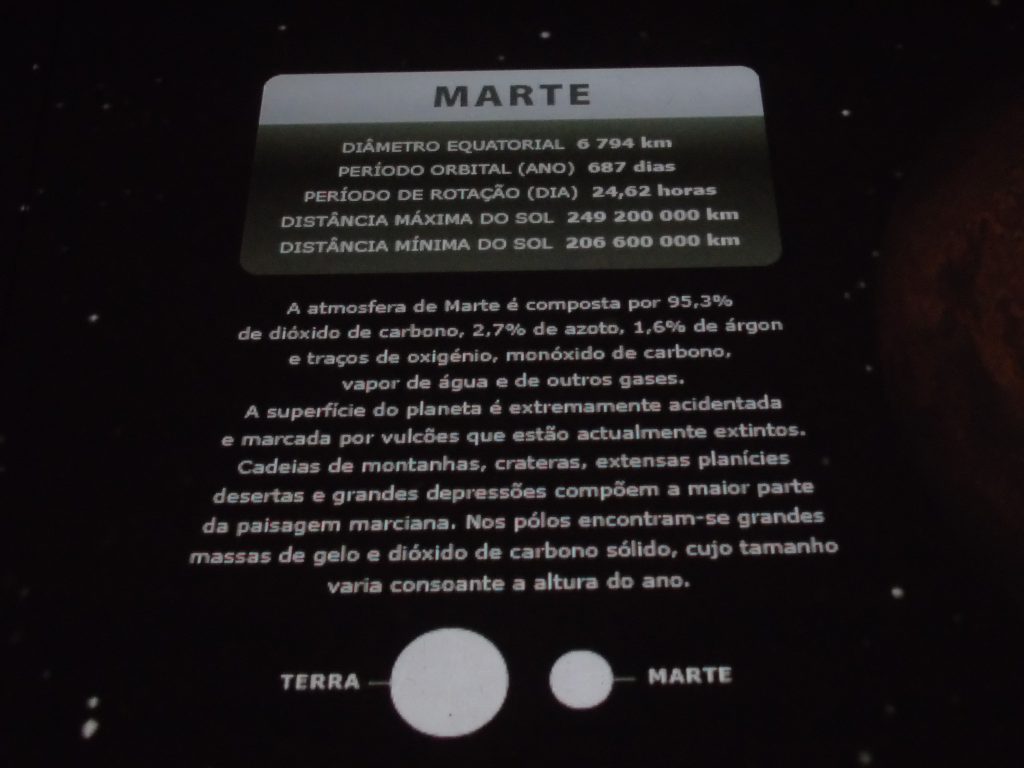 MARTE
DIÂMETRO EQUATORIAL 6 794 km
PERÍODO ORBITAL (ANO) 687 dias
PERÍODO DE ROTAÇÃO (DIA) 24,62 horas
DISTÂNCIA MÁXIMA DO SOL 249 200 000 km
DISTÂNCIA MÍNIMA DO SOL 206 600 000 km
A atmosfera de Marte é composta por 95,3%
de dióxido de carbono, 2,7% de azoto, 1,6% de árgon
e traços de oxigénio, monóxido de carbono,
vapor de água e de outros gases.
A superfície do planeta é extremamente acidentada
e marcada por vulcões que estão actualmente extintos.
Cadeias de montanhas, crateras, extensas planícies
desertas e grandes depressões compõem a maior parte
da paisagem marciana. Nos pólos encontram-se grandes
massas de gelo e dióxido de carbono sólido, cujo tamanho
varia consoante a altura do ano.
TERRA MARTE